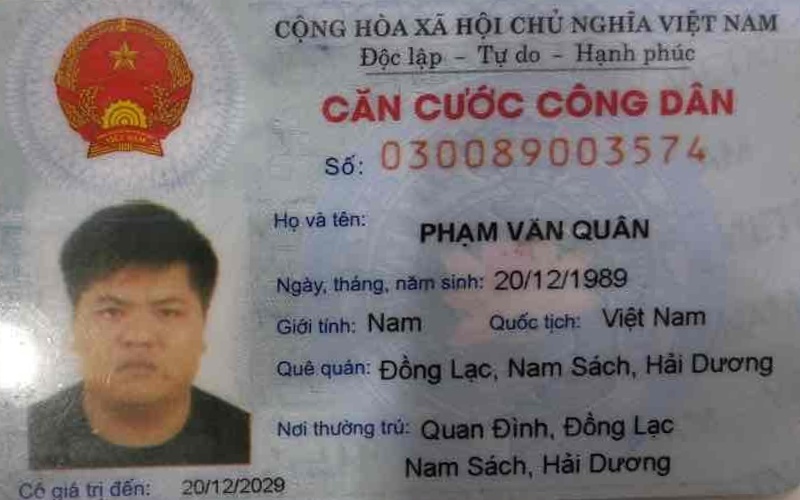 CỘNG HÒA XÃ HỘI CHỦ NGHĨA VIỆT NAM
Độc lập - Tự do - Hạnh phúc
CĂN CƯỚC CÔNG DÂN
Số: 030089003574
Họ và tên: PHẠM VĂN QUÂN
Ngày, tháng, năm sinh: 20/12/1989
Giới tính: Nam Quốc tịch: Việt Nam
Quê quán: Đồng Lạc, Nam Sách, Hải Dương
Nơi thường trú: Quan Đình, Đồng Lạc
Nam Sách, Hải Dương
Có giá trị đến: 20/12/2029